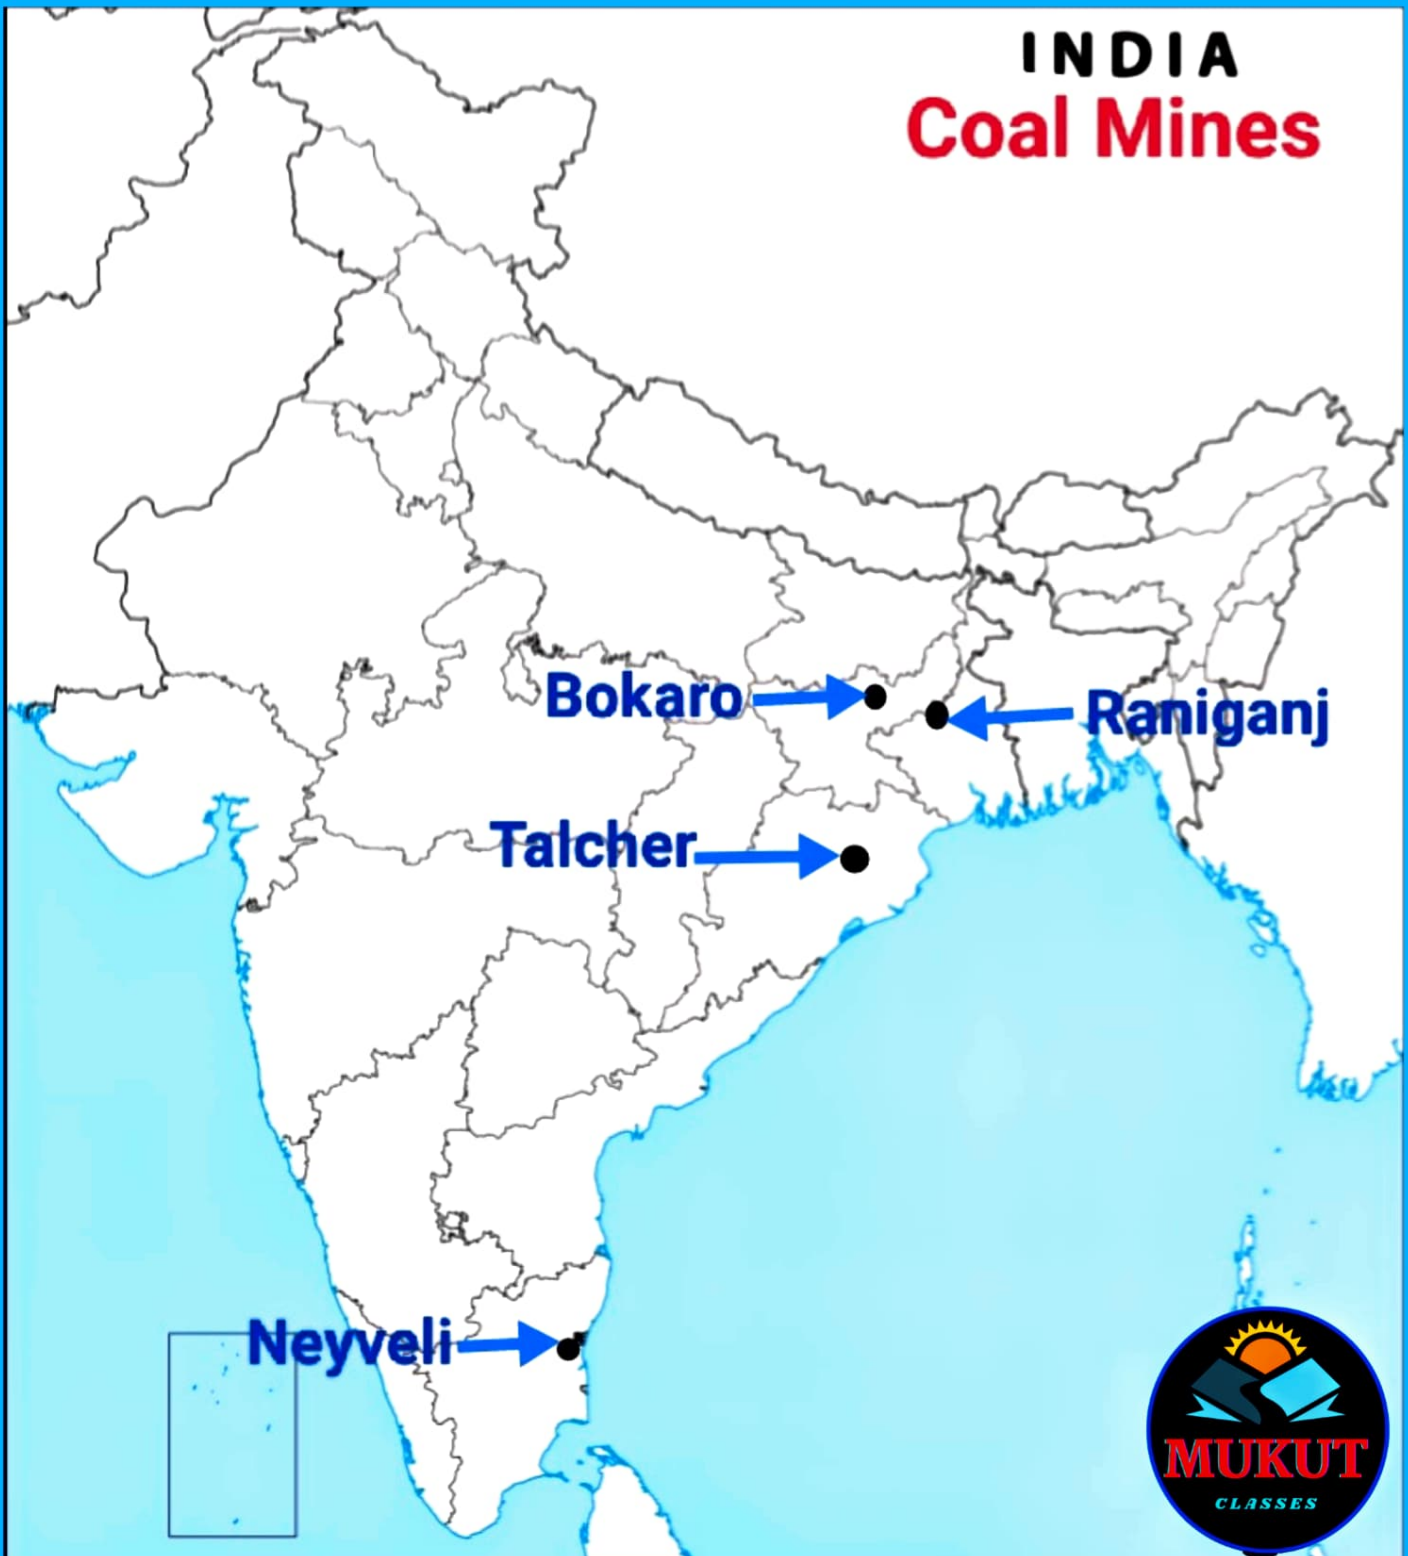 INDIA
Coal Mines
Bokaro
Raniganj
Talcher
Neyveli
MUKUT
CLASSES